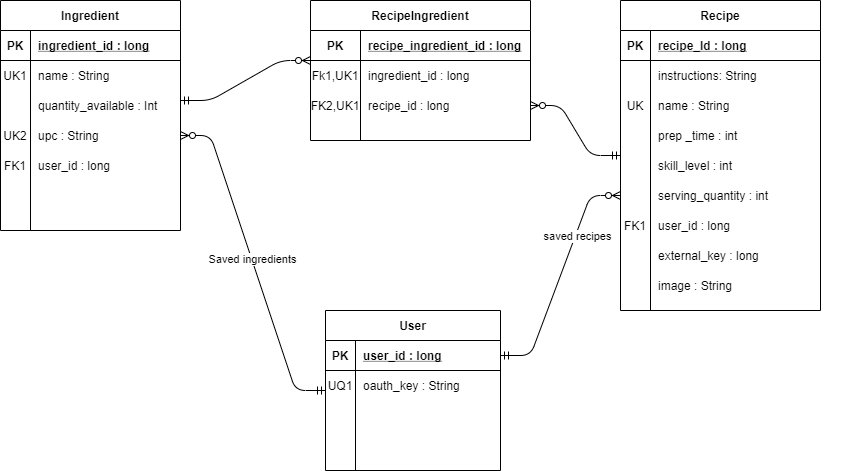 Ingredient
PK ingredient_id : long
UK1 name : String
quantity_available : Int
UK2 upc : String
FK1 user_id : long
RecipeIngredient
PK recipe_ingredient_id : long
Fk1,UK1 ingredient_id : long
FK2,UK1 recipe_id : long
Recipe
PK recipe_Id : long
instructions: String
UK name : String
prep _time : int
skill_level : int
serving_quantity : int
FK1 user_id : long
external_key : long
image : String
Saved ingredients
saved recipes
User
PK user_id : long
UQ1 oauth_key : String